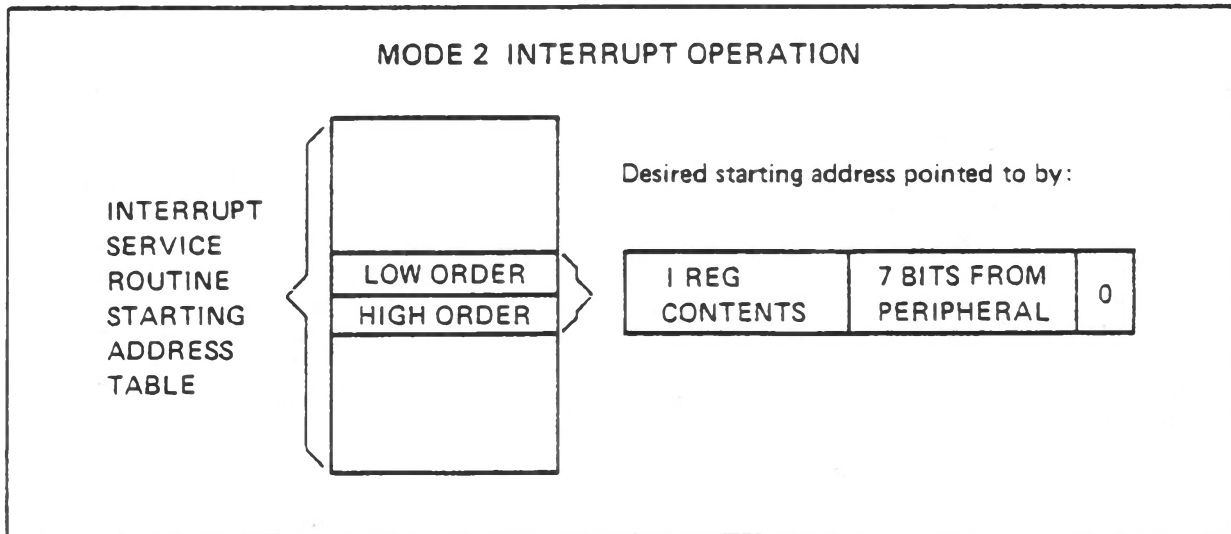 MODE 2 INTERRUPT OPERATION
INTERRUPT
SERVICE
ROUTINE
STARTING
ADDRESS
TABLE
LOW ORDER
HIGH ORDER
Desired starting address pointed to by:
I REG
CONTENTS
7 BITS FROM
PERIPHERAL
0